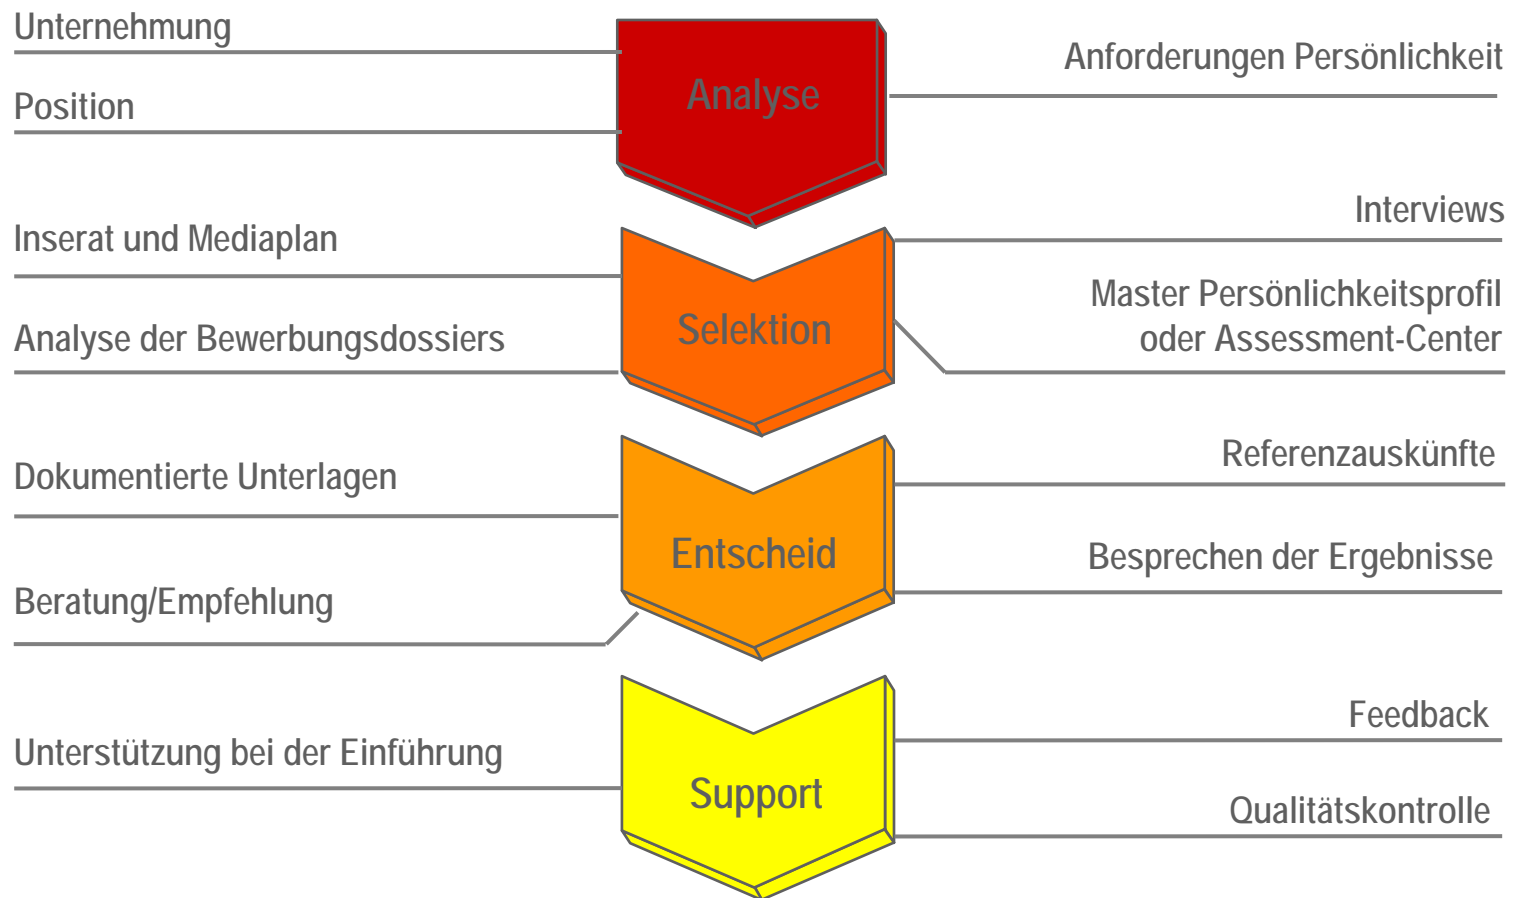 Unternehmung
Position
Analyse
Anforderungen Persönlichkeit
Inserat und Mediaplan
Analyse der Bewerbungsdossiers
Selektion
Interviews
Master Persönlichkeitsprofil
oder Assessment-Center
Dokumentierte Unterlagen
Beratung/Empfehlung
Entscheid
Referenzauskünfte
Besprechen der Ergebnisse
Unterstützung bei der Einführung
Support
Feedback
Qualitätskontrolle